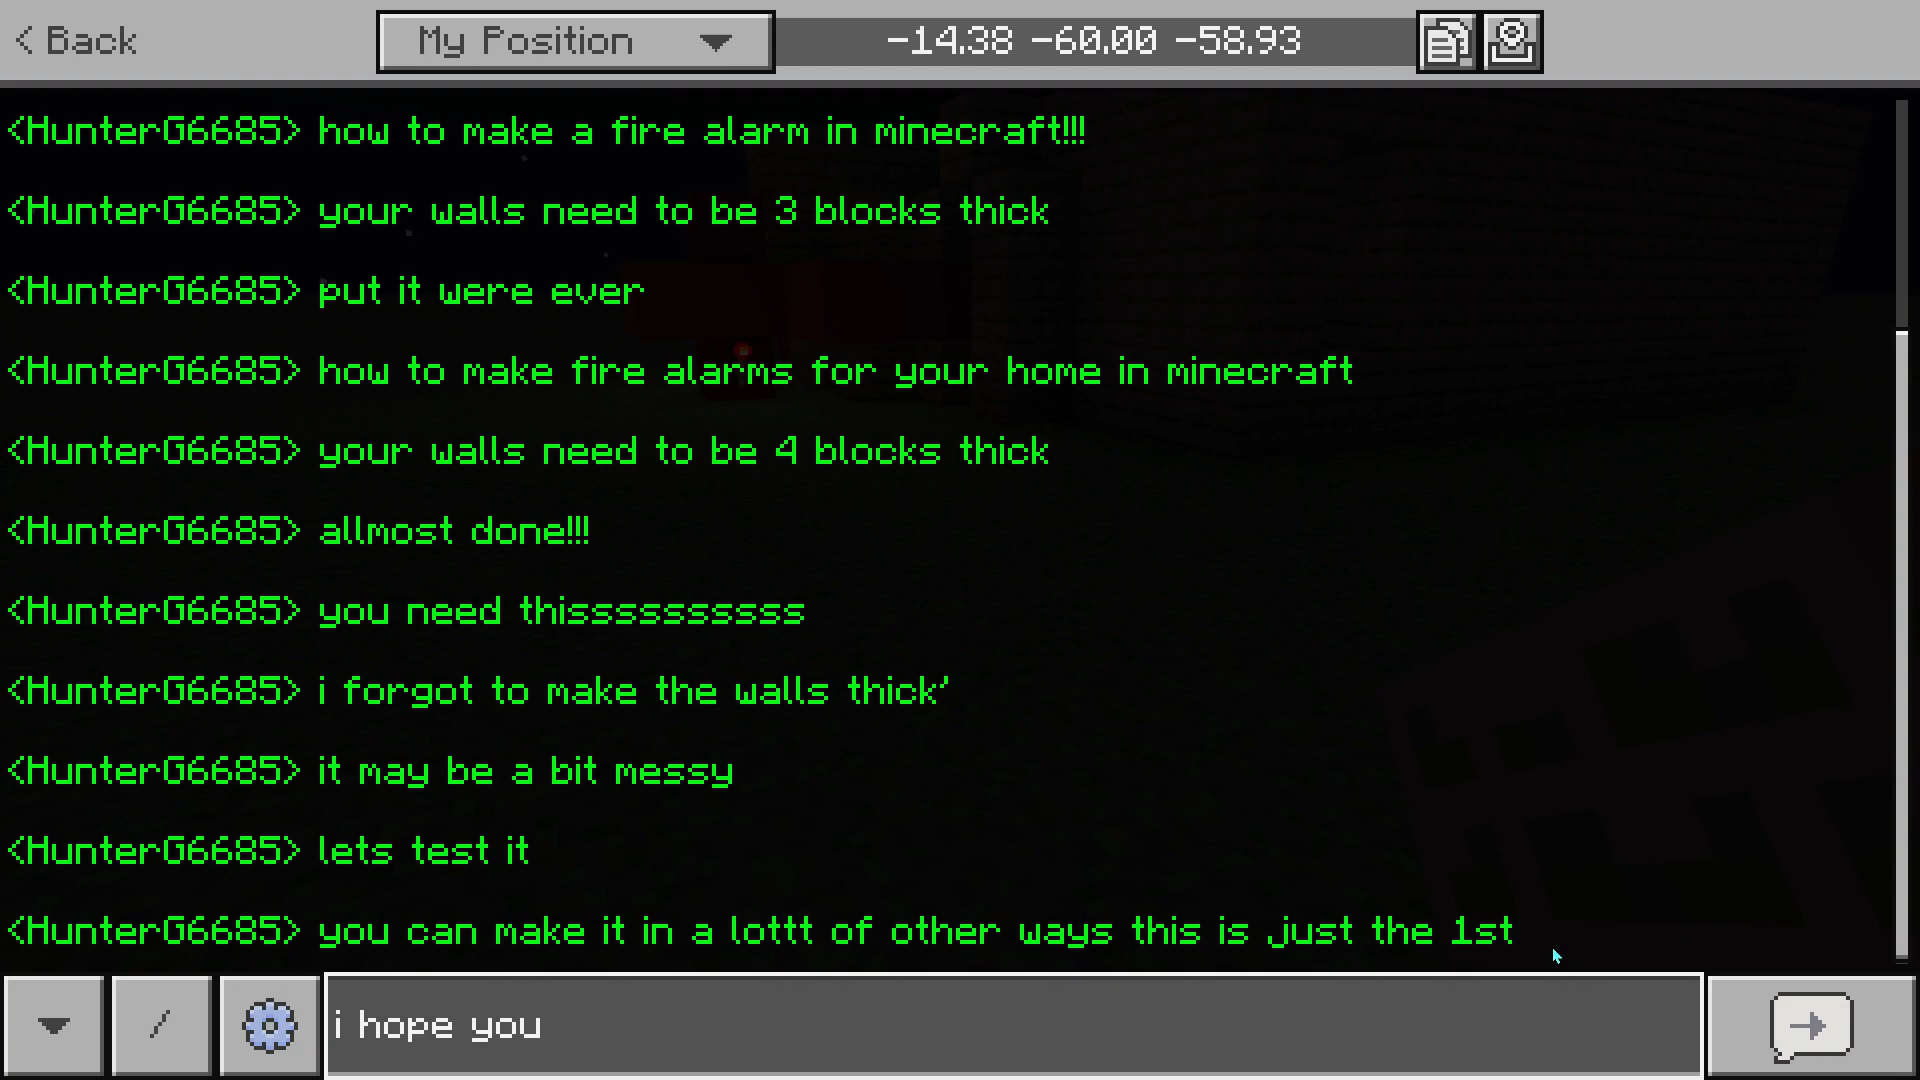 < Back
My Position
-14.38 -60.00 -58.93
<HunterG6685> how to make a fire alarm in minecraft!!!
<HunterG6685> your walls need to be 3 blocks thick
<HunterG6685> put it were ever
<HunterG6685> how to make fire alarms for your home in minecraft
<HunterG6685> your walls need to be 4 blocks thick
<HunterG6685> allmost done!!!
<HunterG6685> you need thisssssssssss
<HunterG6685> i forgot to make the walls thick'
<HunterG6685> it may be a bit messy
<HunterG6685> lets test it
<HunterG6685> you can make it in a lottt of other ways this is just the 1st
/
i hope you